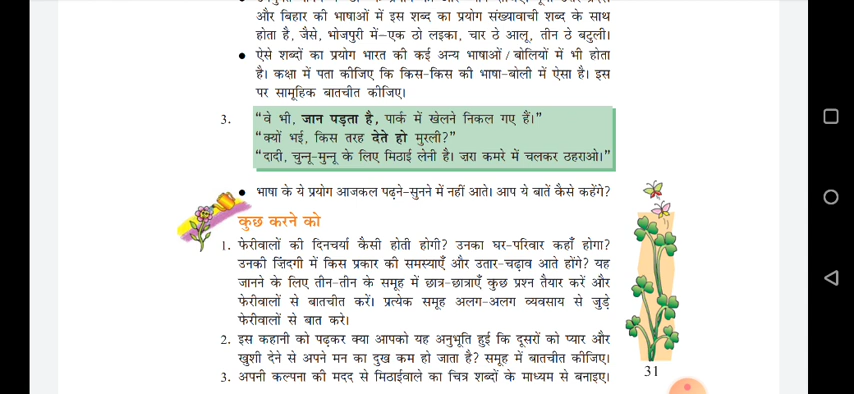 और बिहार की भाषाओं में इस शब्द का प्रयोग संख्यावाची शब्द के साथ
होता है, जैसे, भोजपुरी में–एक ठो लइका, चार ठे आलू, तीन ठे बटुली।
● ऐसे शब्दों का प्रयोग भारत की कई अन्य भाषाओं/बोलियों में भी होता
है। कक्षा में पता कीजिए कि किस-किस की भाषा-बोली में ऐसा है। इस
पर सामूहिक बातचीत कीजिए।
3. “वे भी, जान पड़ता है, पार्क में खेलने निकल गए हैं।”
“क्यों भई, किस तरह देते हो मुरली?”
“दादी, चुन्नू-मुन्नू के लिए मिठाई लेनी है। ज़रा कमरे में चलकर ठहराओ।”
● भाषा के ये प्रयोग आजकल पढ़ने-सुनने में नहीं आते। आप ये बातें कैसे कहेंगे?
कुछ करने को
1. फेरीवालों की दिनचर्या कैसी होती होगी? उनका घर-परिवार कहाँ होगा?
उनकी ज़िंदगी में किस प्रकार की समस्याएँ और उतार-चढ़ाव आते होंगे? यह
जानने के लिए तीन-तीन के समूह में छात्र-छात्राएँ कुछ प्रश्न तैयार करें और
फेरीवालों से बातचीत करें। प्रत्येक समूह अलग-अलग व्यवसाय से जुड़े
फेरीवालों से बात करे।
2. इस कहानी को पढ़कर क्या आपको यह अनुभूति हुई कि दूसरों को प्यार और
खुशी देने से अपने मन का दुख कम हो जाता है? समूह में बातचीत कीजिए।
3. अपनी कल्पना की मदद से मिठाईवाले का चित्र शब्दों के माध्यम से बनाइए।
31